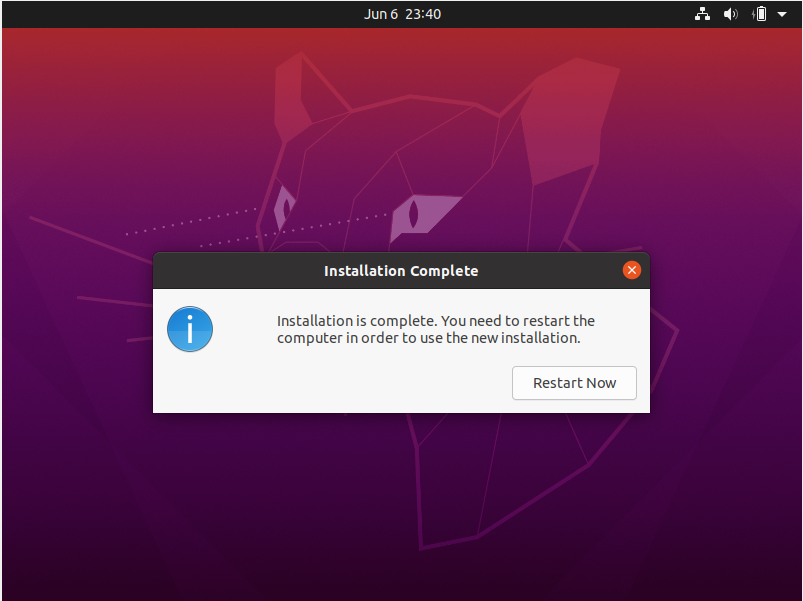 Jun 6 23:40
Installation Complete
Installation is complete. You need to restart the
computer in order to use the new installation.
Restart Now